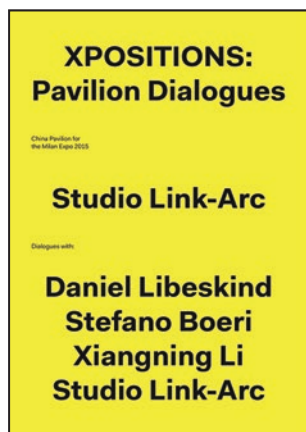 XPOSITIONS:
Pavilion Dialogues
China Pavilion for
the Milan Expo 2015
Studio Link-Arc
Dialogues with:
Daniel Libeskind
Stefano Boeri
Xiangning Li
Studio Link-Arc